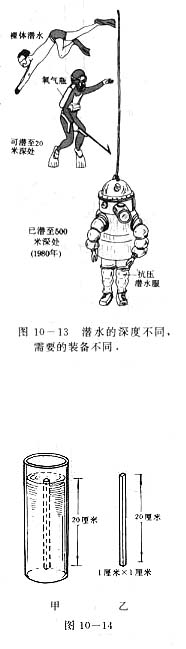 裸体潜水
氧气瓶
可潜至20
米深处
已潜至500
米深处
(1980年)
抗压
潜水服
图 10-13 潜水的深度不同，
需要的装备不同．
20厘米
20厘米
1厘米×1厘米
甲 乙
图 10-14